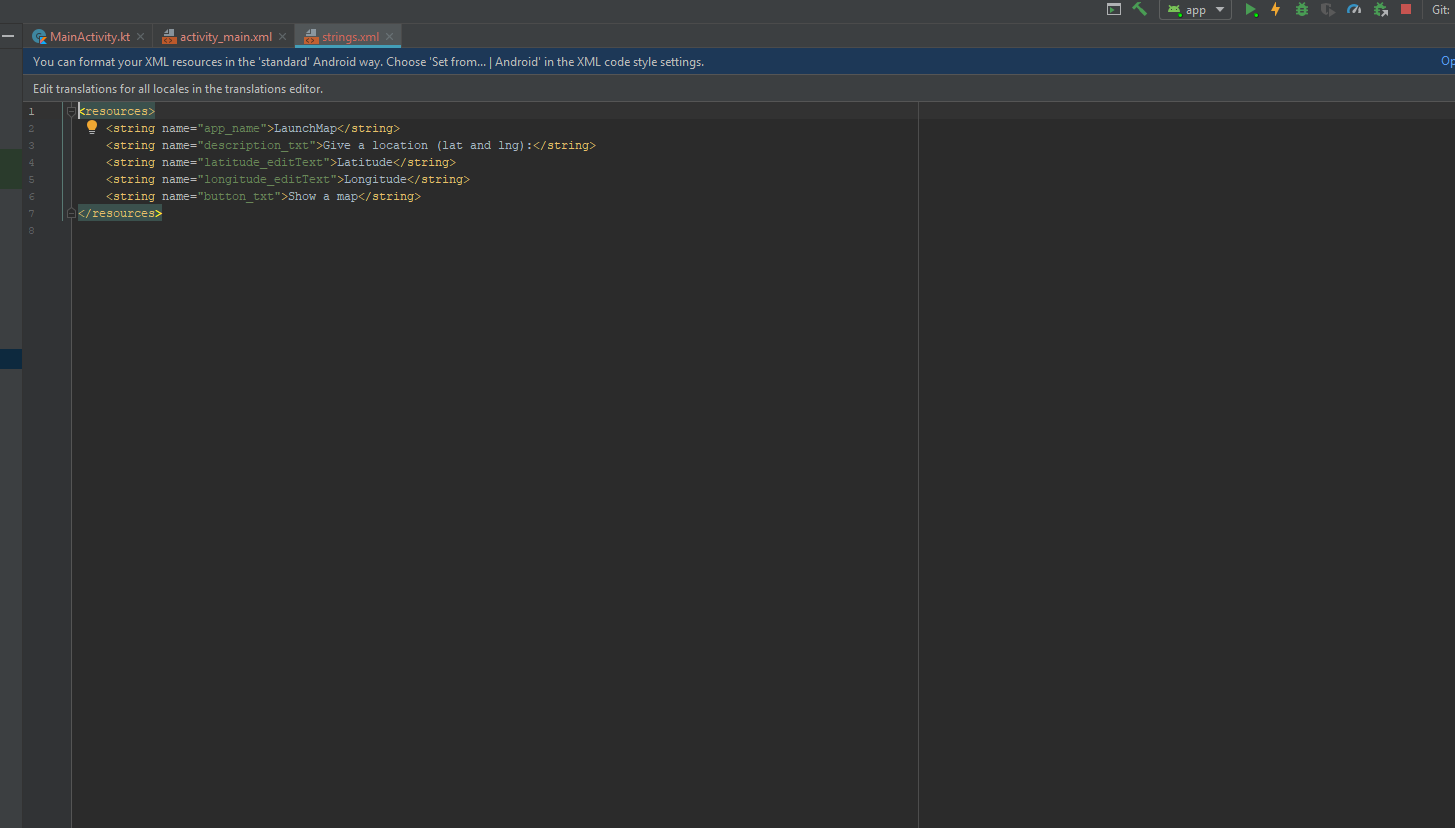 app Git:
MainActivity.kt activity_main.xml strings.xml
You can format your XML resources in the 'standard' Android way. Choose 'Set from... | Android' in the XML code style settings. Op
Edit translations for all locales in the translations editor.
1 <resources>
2 <string name="app_name">LaunchMap</string>
3 <string name="description_txt">Give a location (lat and lng):</string>
4 <string name="latitude_editText">Latitude</string>
5 <string name="longitude_editText">Longitude</string>
6 <string name="button_txt">Show a map</string>
7 </resources>
8